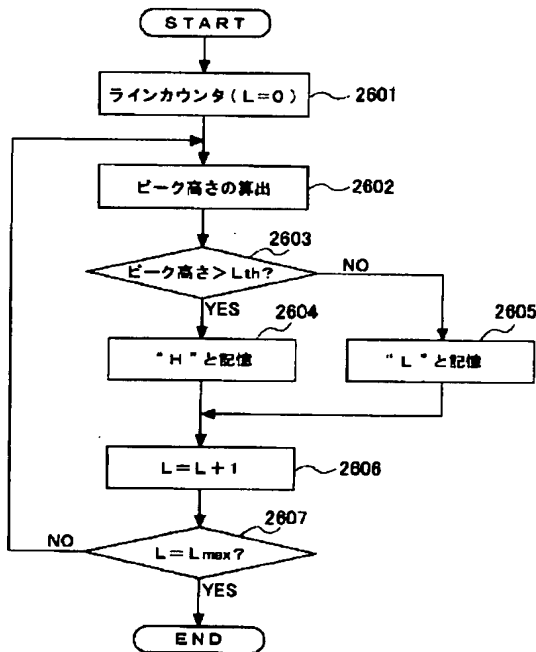 START
ラインカウンタ(L=0)
2601
ピーク高さの算出
2602
2603
ピーク高さ>Lth?
NO
YES
2604
2605
"H"と記憶
"L"と記憶
L=L+1
2606
2607
NO
L=Lmax?
YES
END